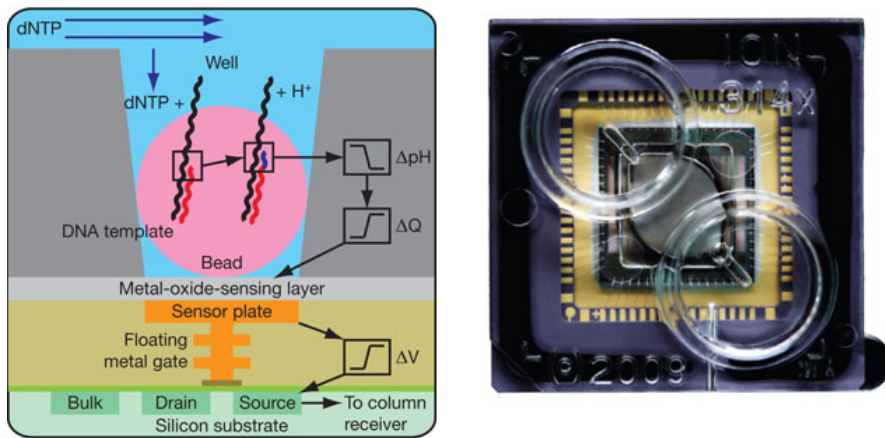 dNTP
Well
dNTP +
+ H⁺
ΔpH
DNA template
ΔQ
Bead
Metal-oxide-sensing layer
Sensor plate
Floating
metal gate
ΔV
Bulk
Drain
Source
To column
receiver
Silicon substrate
ION
314x
© 2009